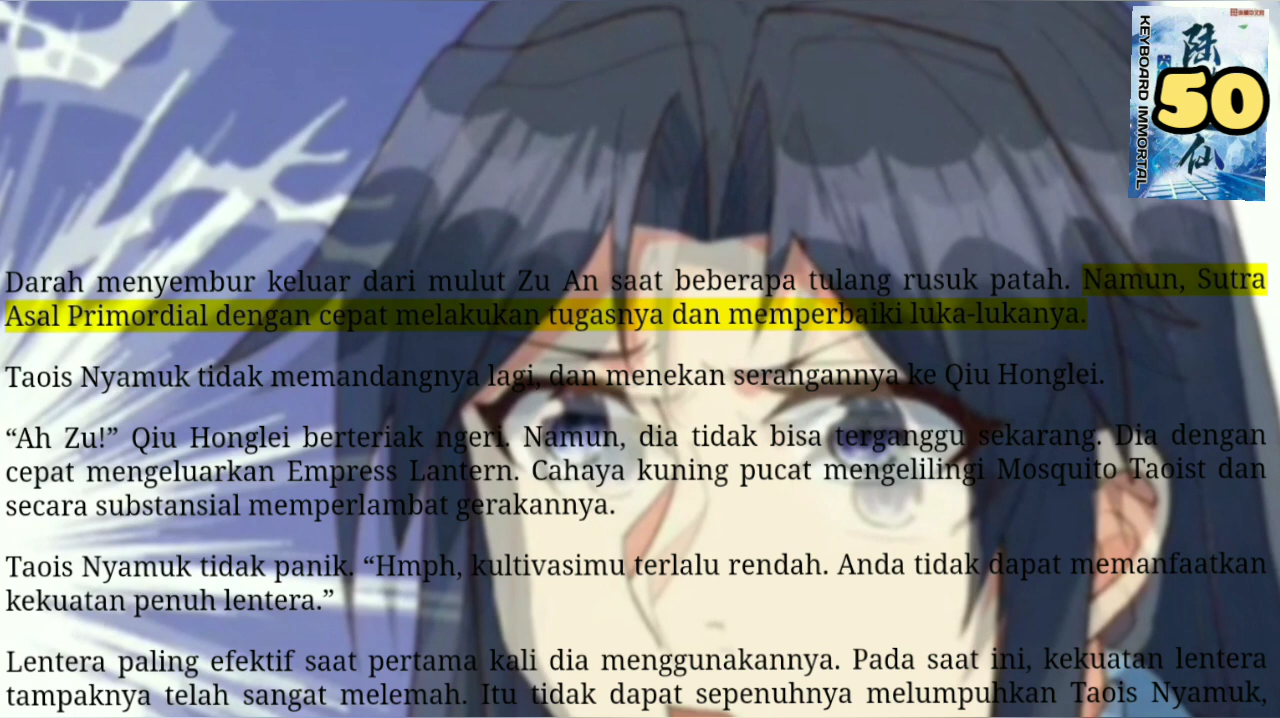 陆
仙
KEYBOARD IMMORTAL
50
Darah menyembur keluar dari mulut Zu An saat beberapa tulang rusuk patah. Namun, Sutra
Asal Primordial dengan cepat melakukan tugasnya dan memperbaiki luka-lukanya.
Taois Nyamuk tidak memandangnya lagi, dan menekan serangannya ke Qiu Honglei.
“Ah Zu!” Qiu Honglei berteriak ngeri. Namun, dia tidak bisa terganggu sekarang. Dia dengan
cepat mengeluarkan Empress Lantern. Cahaya kuning pucat mengelilingi Mosquito Taoist dan
secara substansial memperlambat gerakannya.
Taois Nyamuk tidak panik. “Hmph, kultivasimu terlalu rendah. Anda tidak dapat memanfaatkan
kekuatan penuh lentera.”
Lentera paling efektif saat pertama kali dia menggunakannya. Pada saat ini, kekuatan lentera
tampaknya telah sangat melemah. Itu tidak dapat sepenuhnya melumpuhkan Taois Nyamuk,